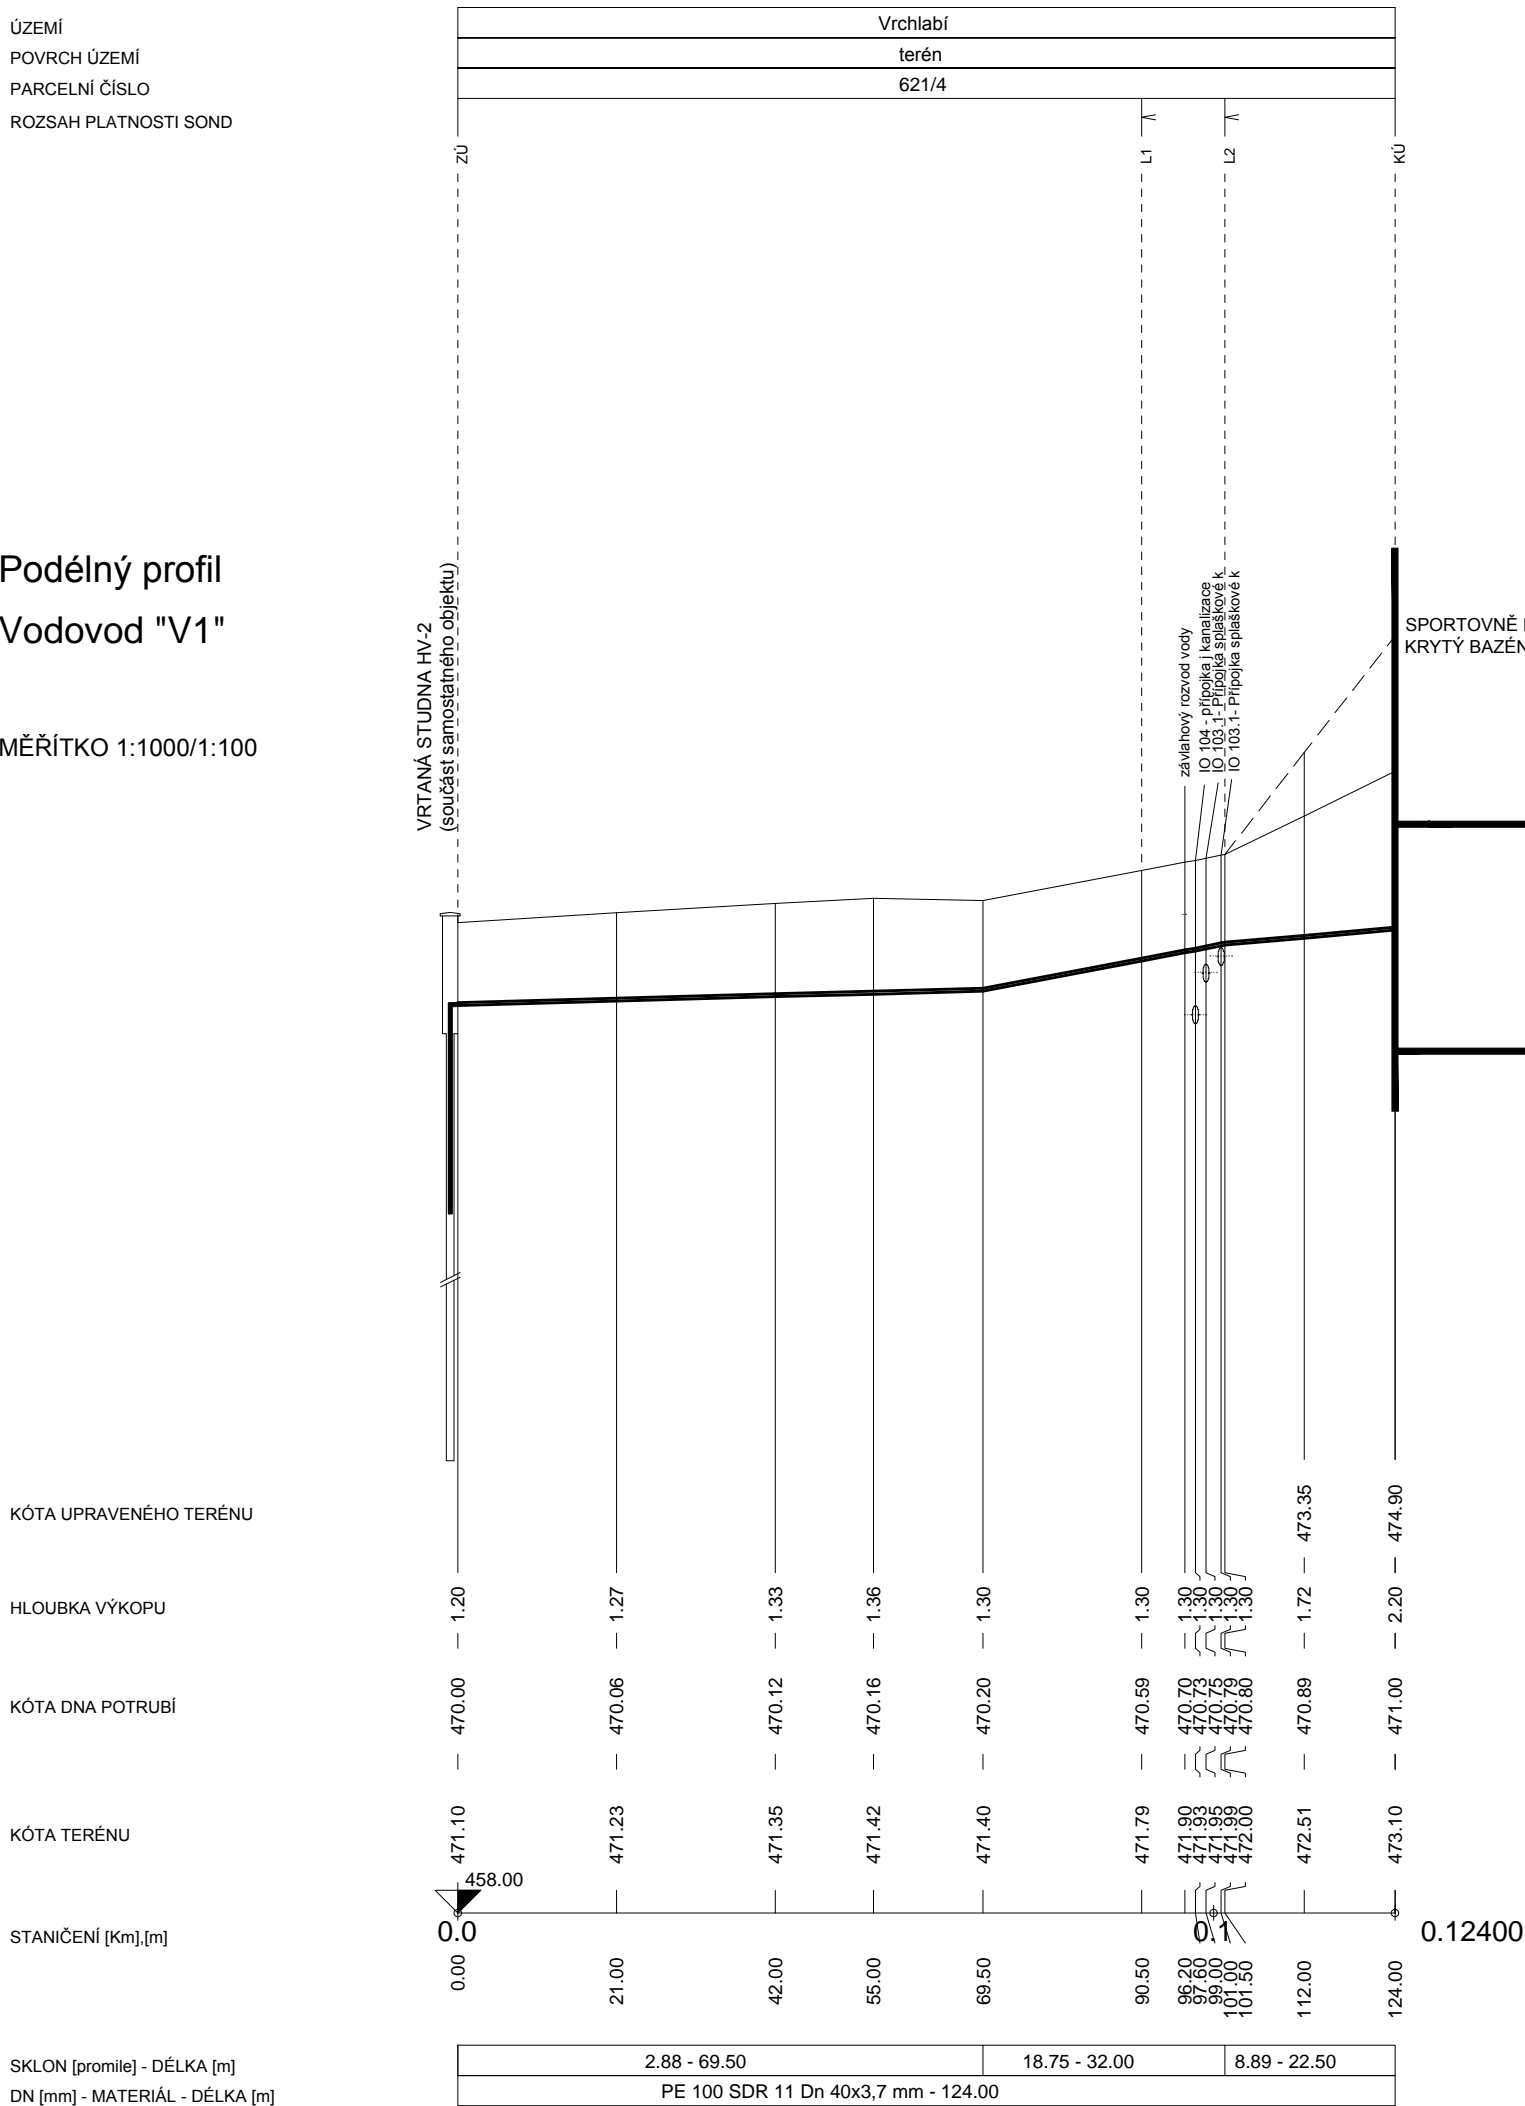 ÚZEMÍ
Vrchlabí
POVRCH ÚZEMÍ
terén
PARCELNÍ ČÍSLO
621/4
ROZSAH PLATNOSTI SOND
ZÚ
L1
L2
KÚ
Podélný profil
Vodovod "V1"
MĚŘÍTKO 1:1000/1:100
VRTANÁ STUDNA HV-2
(součást samostatného objektu)
závlahový rozvod vody
IO 104 - přípojka j kanalizace
IO 103.1- Přípojka splaškové k
IO 103.1- Přípojka splaškové k
SPORTOVNĚ
KRYTÝ BAZÉN
KÓTA UPRAVENÉHO TERÉNU
473.35
474.90
HLOUBKA VÝKOPU
1.20
1.27
1.33
1.36
1.30
1.30
1.30
1.30
1.30
1.30
1.30
1.72
2.20
KÓTA DNA POTRUBÍ
470.00
470.06
470.12
470.16
470.20
470.59
470.70
470.73
470.75
470.79
470.80
470.89
471.00
KÓTA TERÉNU
471.10
471.23
471.35
471.42
471.40
471.79
471.90
471.93
471.95
471.99
472.00
472.51
473.10
458.00
STANIČENÍ [Km],[m]
0.0
0.1
0.12400
0.00
21.00
42.00
55.00
69.50
90.50
96.20
97.60
99.00
101.00
101.50
112.00
124.00
SKLON [promile] - DÉLKA [m]
2.88 - 69.50
18.75 - 32.00
8.89 - 22.50
DN [mm] - MATERIÁL - DÉLKA [m]
PE 100 SDR 11 Dn 40x3,7 mm - 124.00